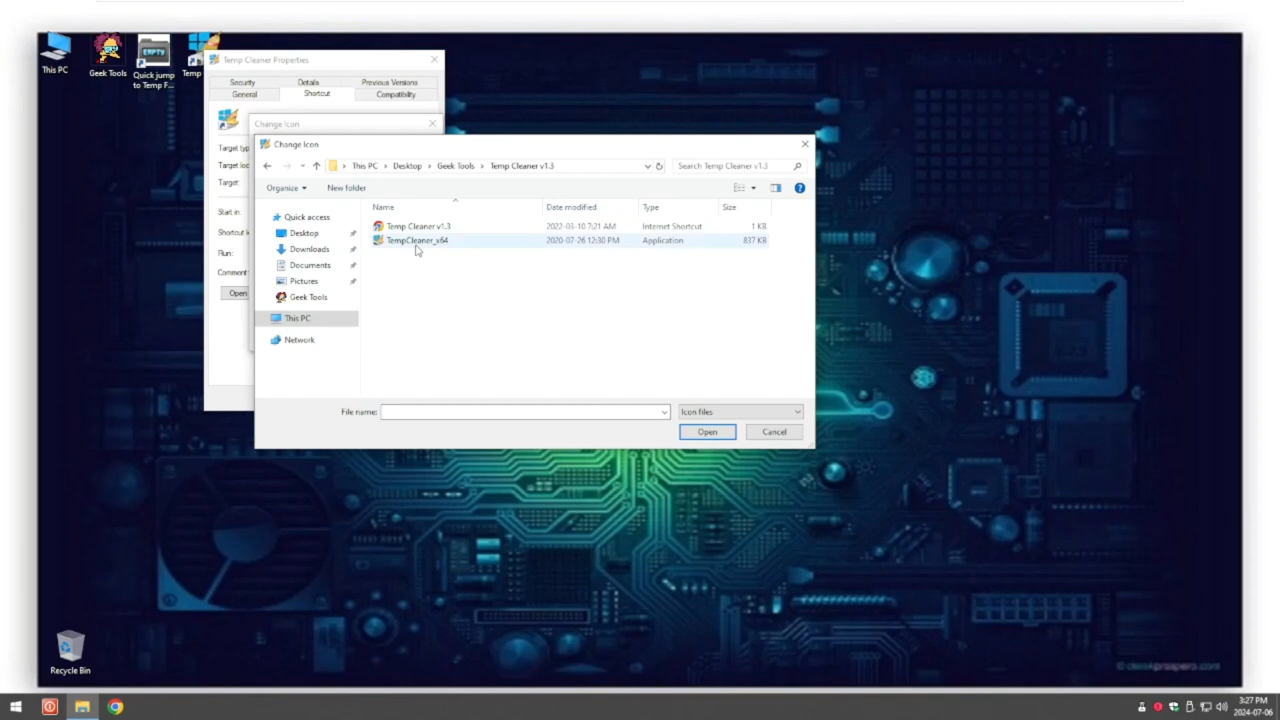 This PC
Geek Tools
Quick jump
to Temp F...
Temp
Temp Cleaner Properties
Security
Details
Previous Versions
General
Shortcut
Compatibility
Change Icon
Target typ
Target loc
Target:
Start in:
Shortcut k
Run:
Comment
Open
Change Icon
This PC
Desktop
Geek Tools
Temp Cleaner v1.3
Search Temp Cleaner v1.3
Organize
New folder
Name
Date modified
Type
Size
Quick access
Desktop
Downloads
Documents
Pictures
Geek Tools
This PC
Network
Temp Cleaner v1.3
2022-03-10 7:21 AM
Internet Shortcut
1 KB
TempCleaner_x64
2020-07-26 12:30 PM
Application
837 KB
File name:
Icon files
Open
Cancel
Recycle Bin
3:27 PM
2024-07-06